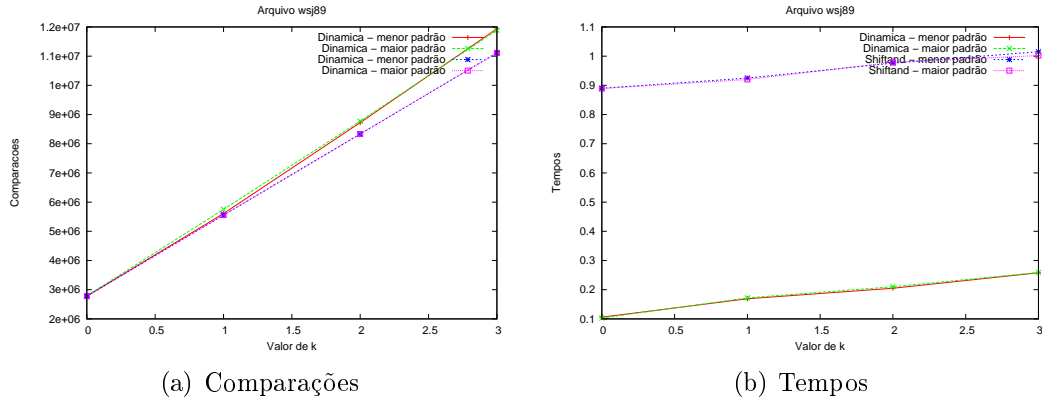 Arquivo wsj89
1.2e+07
1e+07
1e+07
9e+06
8e+06
7e+06
6e+06
5e+06
4e+06
3e+06
2e+06
Comparacoes
Dinamica – menor padrão
Dinamica – maior padrão
Dinamica – menor padrão
Dinamica – maior padrão
0 0.5 1 1.5 2 2.5 3
Valor de k
(a) Comparações
Arquivo wsj89
1.1
1
0.9
0.8
0.7
0.6
0.5
0.4
0.3
0.2
0.1
Tempos
Dinamica – menor padrão
Dinamica – maior padrão
Shiftand – menor padrão
Shiftand – maior padrão
0 0.5 1 1.5 2 2.5 3
Valor de k
(b) Tempos